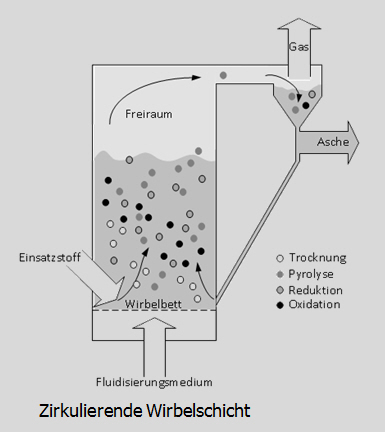 Gas
Freiraum
Asche
Einsatzstoff
Trocknung
Pyrolyse
Reduktion
Oxidation
Wirbelbett
Fluidisierungsmedium
Zirkulierende Wirbelschicht